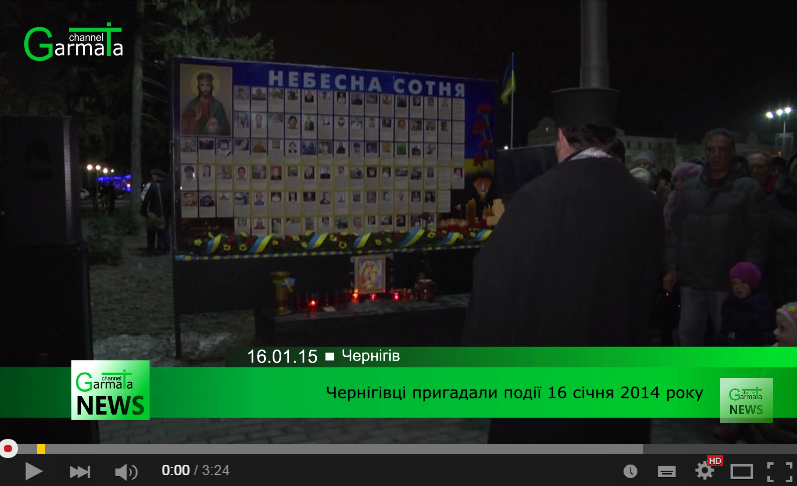 channel
Garmata
НЕБЕСНА СОТНЯ
16.01.15 ■ Чернігів
channel
Garmata
NEWS
Чернігівці пригадали події 16 січня 2014 року
channel
Garmata
NEWS
HD
0:00 / 3:24